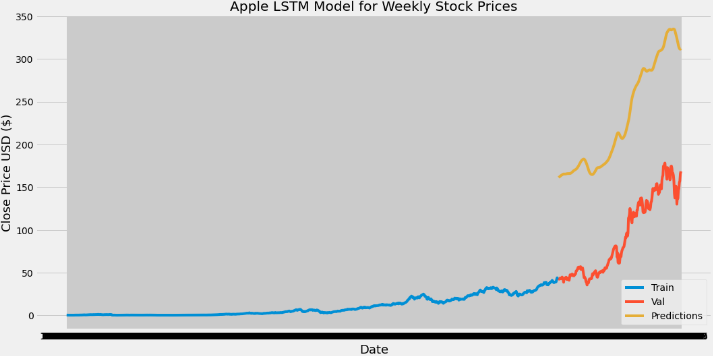 Apple LSTM Model for Weekly Stock Prices
Close Price USD ($)
350
300
250
200
150
100
50
0
Train
Val
Predictions
Date